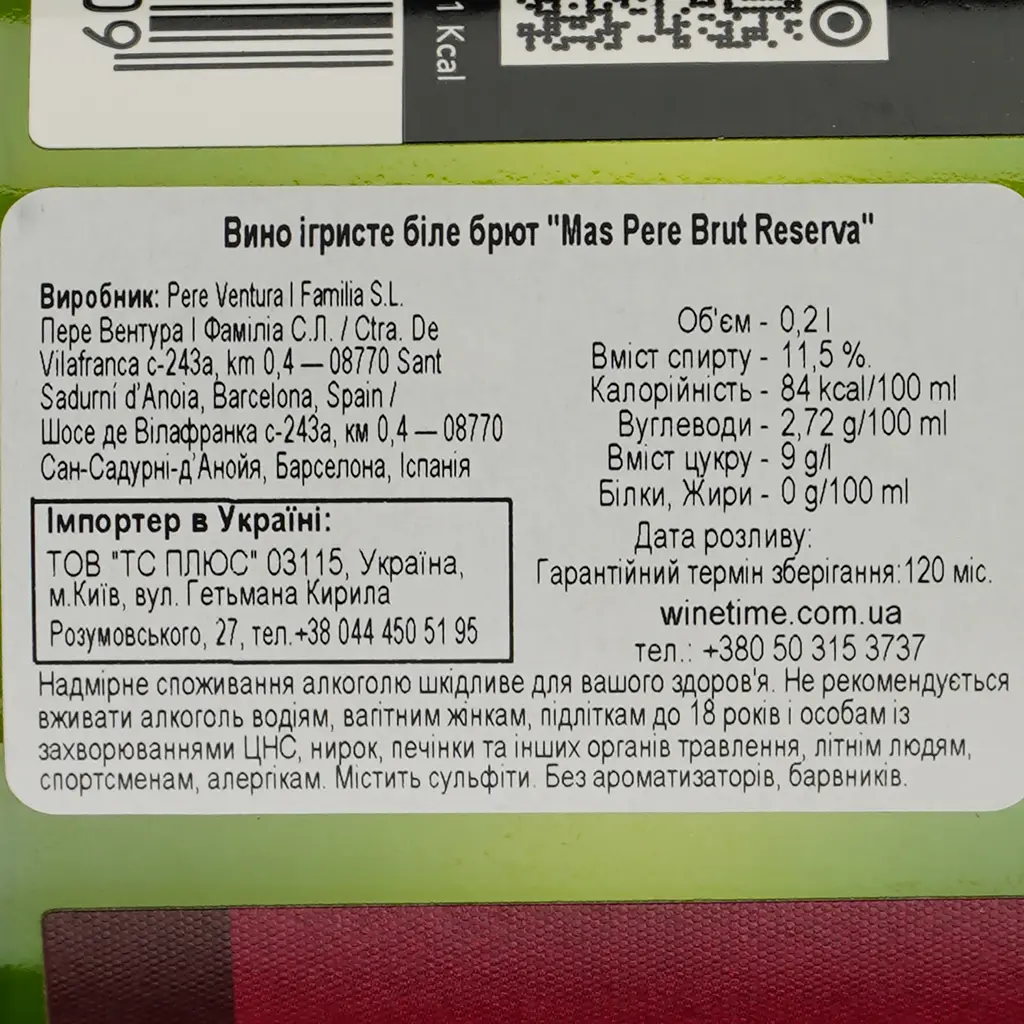 1 Kcal
Вино ігристе біле брют "Mas Pere Brut Reserva"
Виробник: Pere Ventura I Familia S.L.
Пере Вентура І Фамілія С.Л. / Ctra. De
Vilafranca c-243a, km 0,4 — 08770 Sant
Sadurní d'Anoia, Barcelona, Spain /
Шосе де Вілафранка с-243а, км 0,4 — 08770
Сан-Садурні-д'Анойя, Барселона, Іспанія
Імпортер в Україні:
ТОВ "ТС ПЛЮС" 03115, Україна,
м.Київ, вул. Гетьмана Кирила
Розумовського, 27, тел.+38 044 450 51 95
Об'єм - 0,2 l
Вміст спирту - 11,5 %.
Калорійність - 84 kcal/100 ml
Вуглеводи - 2,72 g/100 ml
Вміст цукру - 9 g/l
Білки, Жири - 0 g/100 ml
Дата розливу:
Гарантійний термін зберігання:120 міс.
winetime.com.ua
тел.: +380 50 315 3737
Надмірне споживання алкоголю шкідливе для вашого здоров'я. Не рекомендується
вживати алкоголь водіям, вагітним жінкам, підліткам до 18 років і особам із
захворюваннями ЦНС, нирок, печінки та інших органів травлення, літнім людям,
спортсменам, алергікам. Містить сульфіти. Без ароматизаторів, барвників.